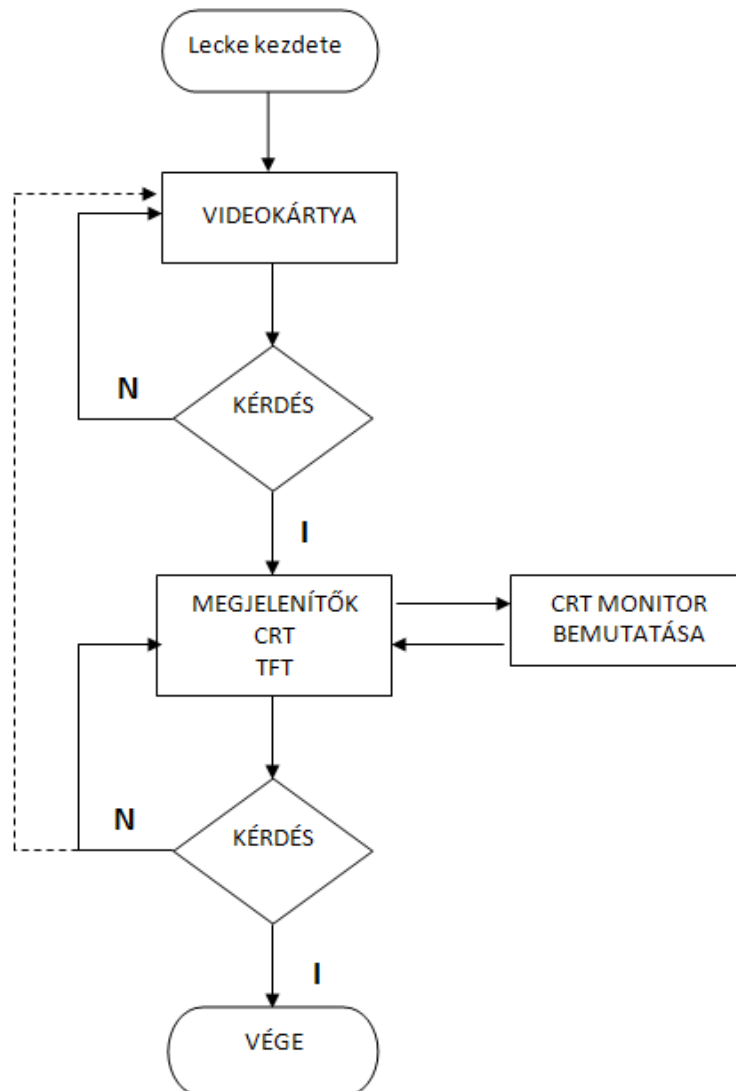 Lecke kezdete
VIDEOKÁRTYA
KÉRDÉS
N
I
MEGJELENÍTŐK
CRT
TFT
CRT MONITOR
BEMUTATÁSA
KÉRDÉS
N
I
VÉGE